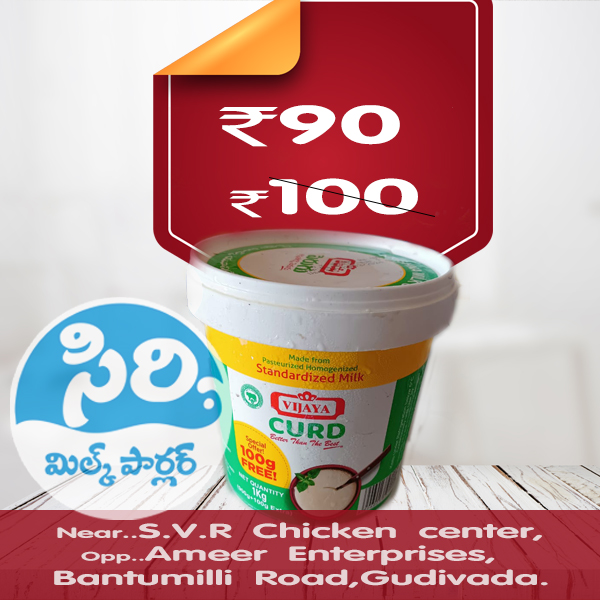 ₹90
₹100
సిరి.
మిల్క్ పార్లర్
Made from
Pasteurized Homogenized
Standardized Milk
VIJAYA
CURD
Better Than The Best
Special
Offer!
100g
FREE!
NET QUANTITY
1Kg
Near..S.V.R Chicken center,
Opp..Ameer Enterprises,
Bantumilli Road,Gudivada.